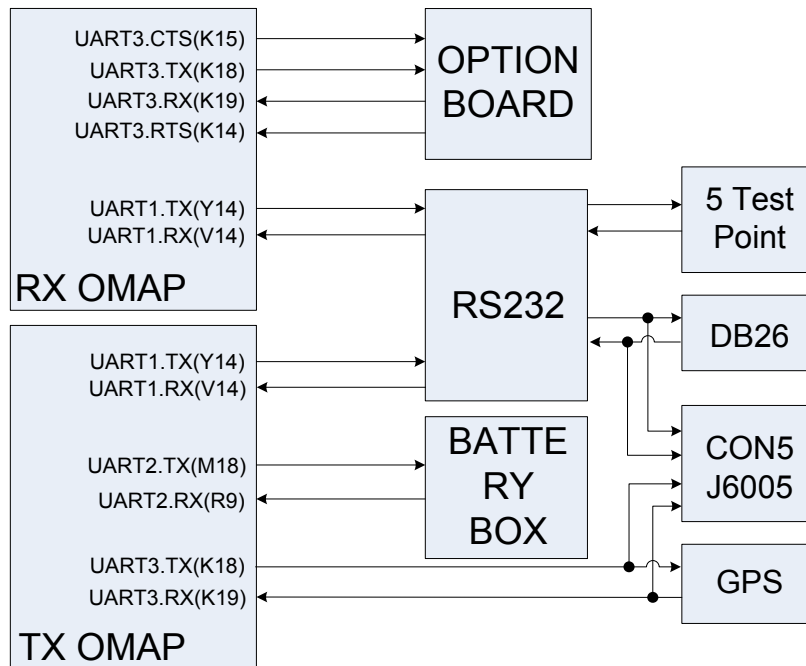 UART3.CTS(K15)
UART3.TX(K18)
UART3.RX(K19)
UART3.RTS(K14)
UART1.TX(Y14)
UART1.RX(V14)
RX OMAP
OPTION
BOARD
RS232
5 Test
Point
DB26
UART1.TX(Y14)
UART1.RX(V14)
UART2.TX(M18)
UART2.RX(R9)
UART3.TX(K18)
UART3.RX(K19)
TX OMAP
BATTE
RY
BOX
CON5
J6005
GPS